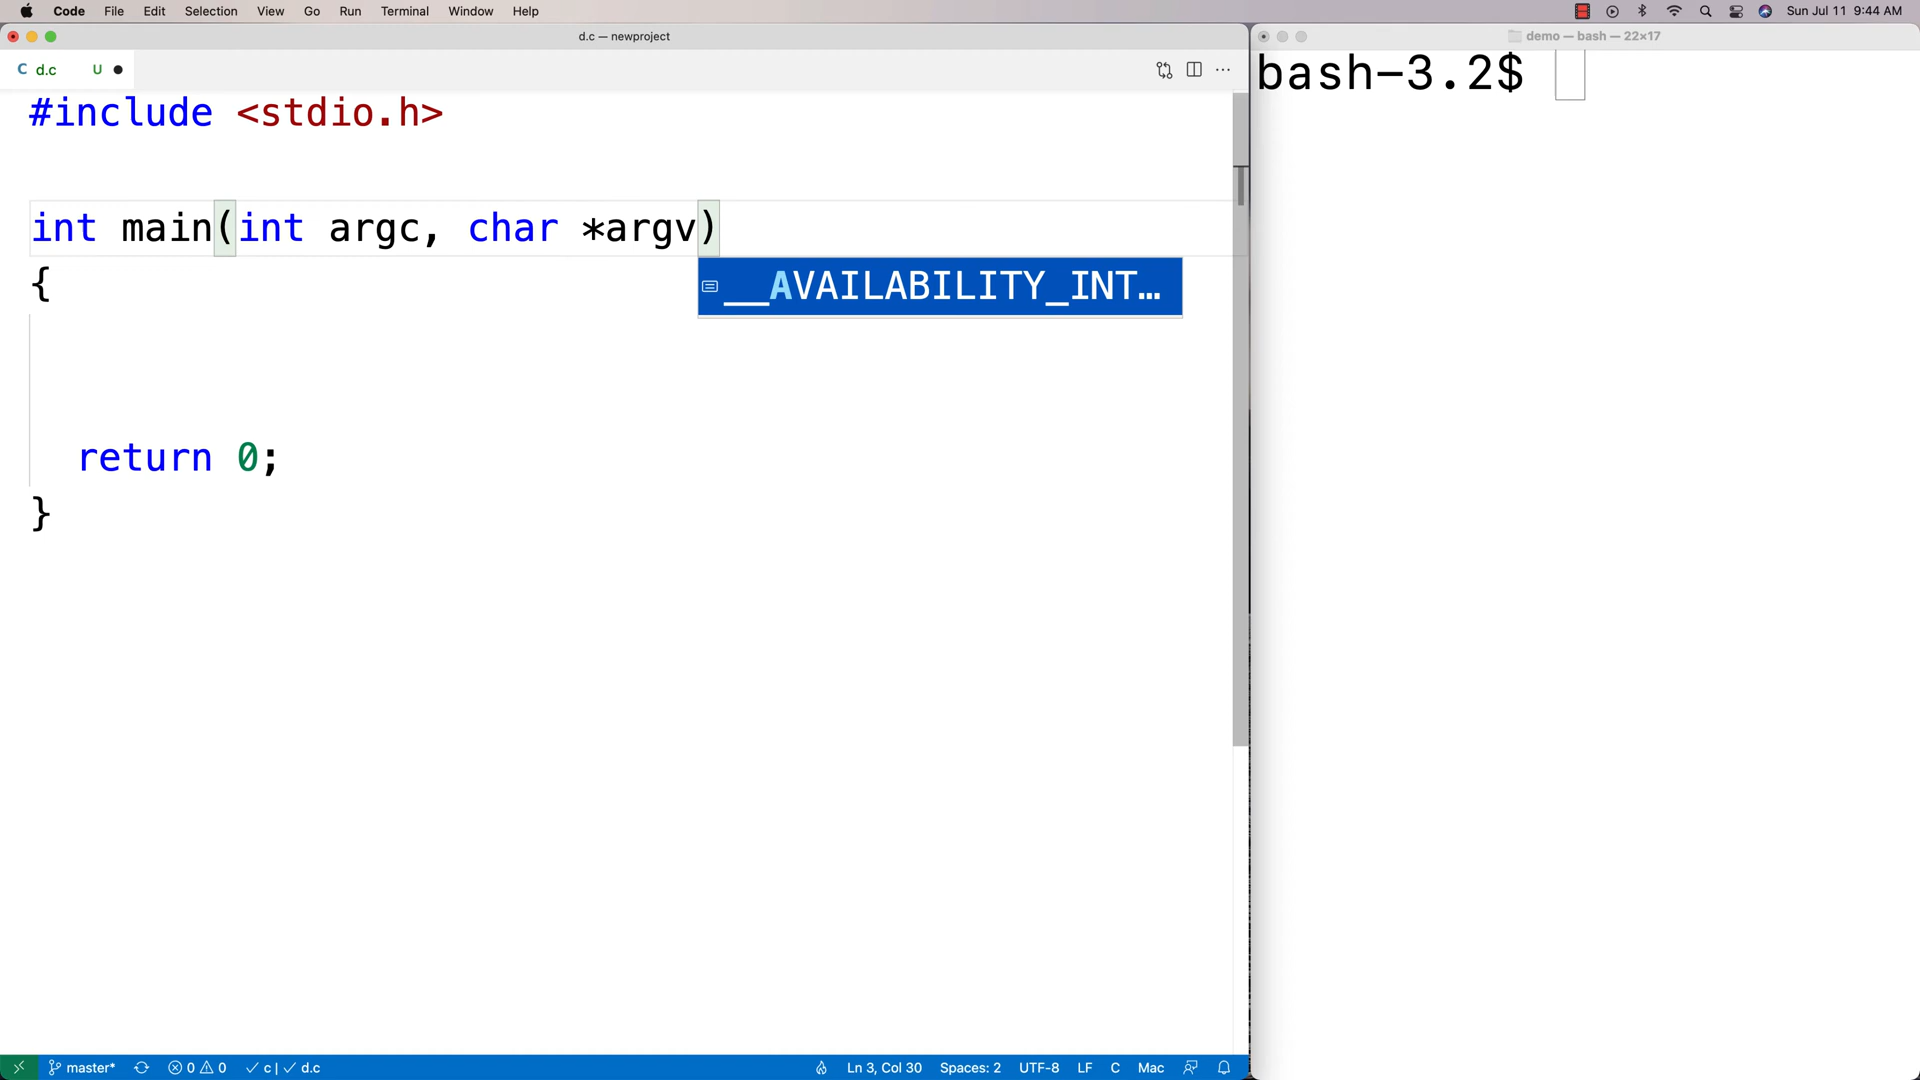 Code File Edit Selection View Go Run Terminal Window Help Sun Jul 11 9:44 AM
d.c — newproject
demo — bash — 22×17
C d.c U
bash-3.2$
#include <stdio.h>
int main(int argc, char *argv)
{
__AVAILABILITY_INT…
return 0;
}
master* 0 0 c | d.c Ln 3, Col 30 Spaces: 2 UTF-8 LF C Mac